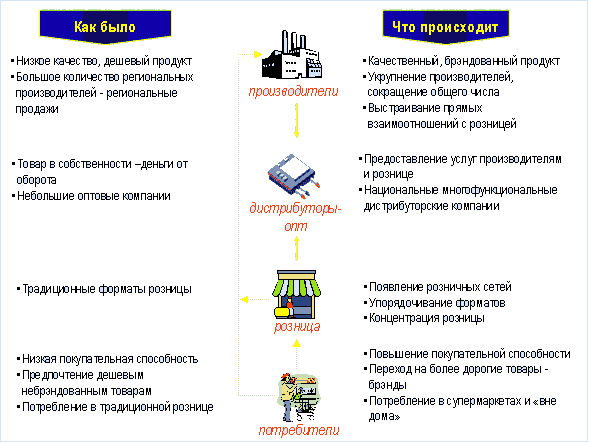 Как было
Что происходит
• Низкое качество, дешевый продукт
• Большое количество региональных
производителей - региональные
продажи
производители
• Качественный, брэндованный продукт
• Укрупнение производителей,
сокращение общего числа
• Выстраивание прямых
взаимоотношений с розницей
• Товар в собственности –деньги от
оборота
• Небольшие оптовые компании
дистрибуторы-
опт
• Предоставление услуг производителям
и рознице
• Национальные многофункциональные
дистрибуторские компании
• Традиционные форматы розницы
розница
• Появление розничных сетей
• Упорядочивание форматов
• Концентрация розницы
• Низкая покупательная способность
• Предпочтение дешевым
небрэндованным товарам
• Потребление в традиционной рознице
потребители
• Повышение покупательной способности
• Переход на более дорогие товары -
брэнды
• Потребление в супермаркетах и «вне
дома»